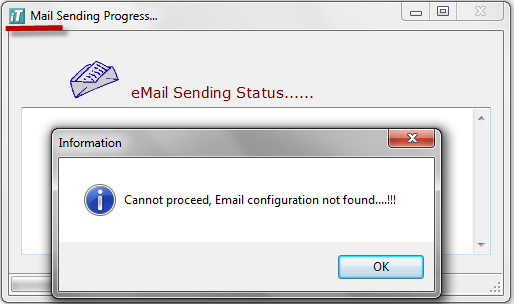 iT Mail Sending Progress...
eMail Sending Status......
Information
Cannot proceed, Email configuration not found....!!!
OK